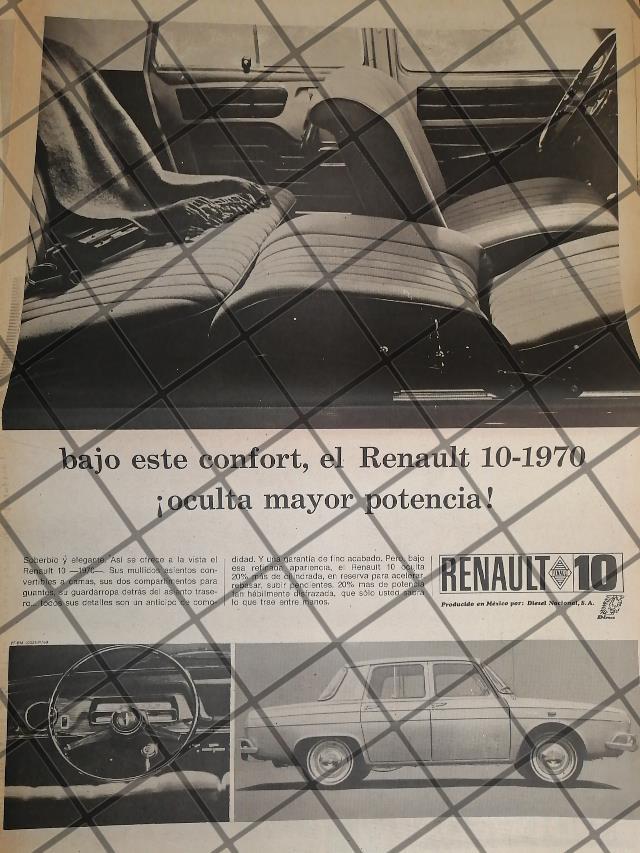 bajo este confort, el Renault 10-1970
¡oculta mayor potencia!
Soberbio y elegante. Así se ofrece a la vista el
Renault 10 —1970—. Sus mullidos asientos con-
vertibles a camas, sus dos compartimentos para
guantes, su guardarropa detrás del asiento trase-
ro... todos sus detalles son un anticipo de como-
didad. Y una garantía de fino acabado. Pero, bajo
esa refinada apariencia, el Renault 10 oculta
20% más de cilindrada, en reserva para acelerar,
rebasar, subir pendientes. 20% más de potencia
tan hábilmente disfrazada, que sólo usted sabrá
lo que trae entre manos.
RENAULT 10
RENAULT
Producido en México por: Diesel Nacional, S.A.
Dina